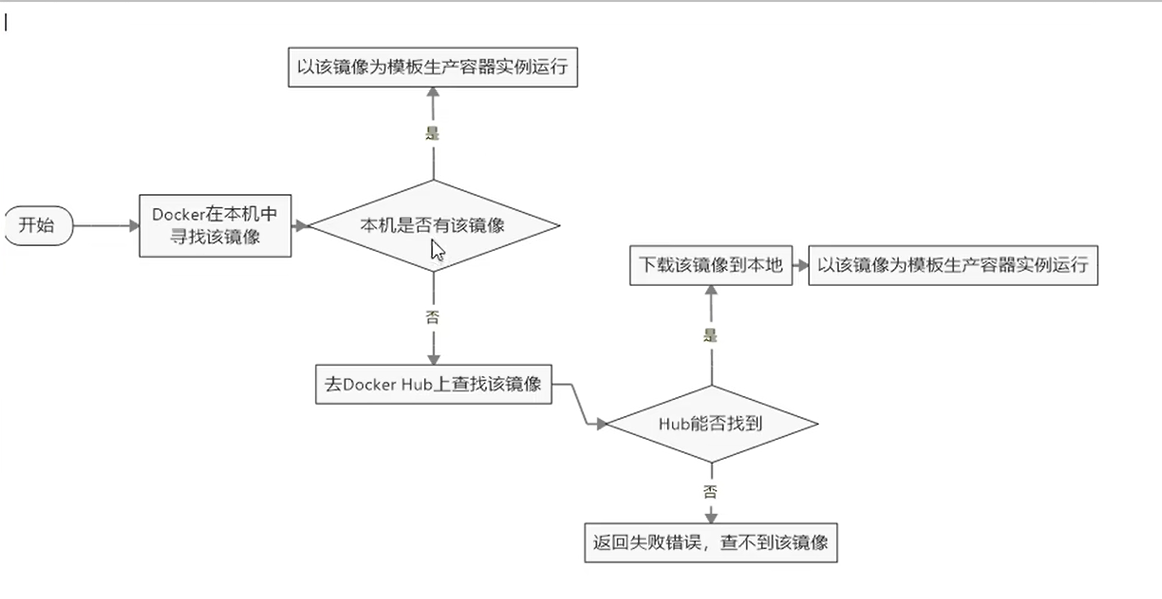 以该镜像为模板生产容器实例运行
是
开始
Docker在本机中
寻找该镜像
本机是否有该镜像
否
去Docker Hub上查找该镜像
下载该镜像到本地
以该镜像为模板生产容器实例运行
是
Hub能否找到
否
返回失败错误，查不到该镜像